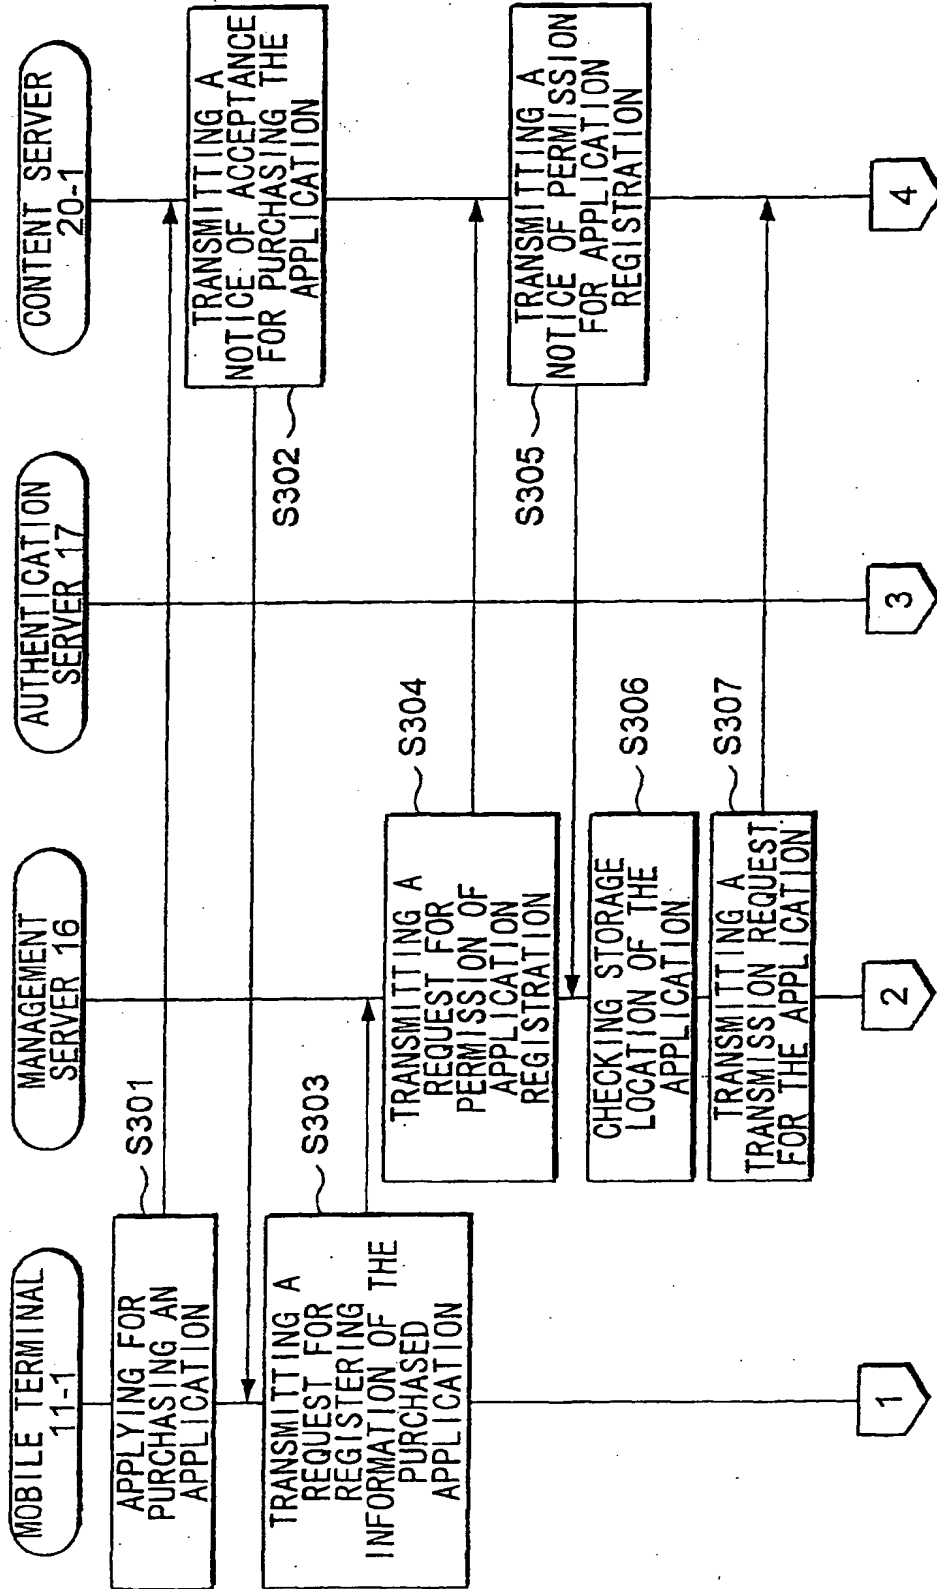 MOBILE TERMINAL
11-1
MANAGEMENT
SERVER 16
AUTHENTICATION
SERVER 17
CONTENT SERVER
20-1
APPLYING FOR
PURCHASING AN
APPLICATION
S301
TRANSMITTING A
NOTICE OF ACCEPTANCE
FOR PURCHASING THE
APPLICATION
S302
TRANSMITTING A
REQUEST FOR
REGISTERING
INFORMATION OF THE
PURCHASED
APPLICATION
S303
TRANSMITTING A
REQUEST FOR
PERMISSION OF
APPLICATION
REGISTRATION
S304
TRANSMITTING A
NOTICE OF PERMISSION
FOR APPLICATION
REGISTRATION
S305
CHECKING STORAGE
LOCATION OF THE
APPLICATION
S306
TRANSMITTING A
TRANSMISSION REQUEST
FOR THE APPLICATION
S307
1
2
3
4